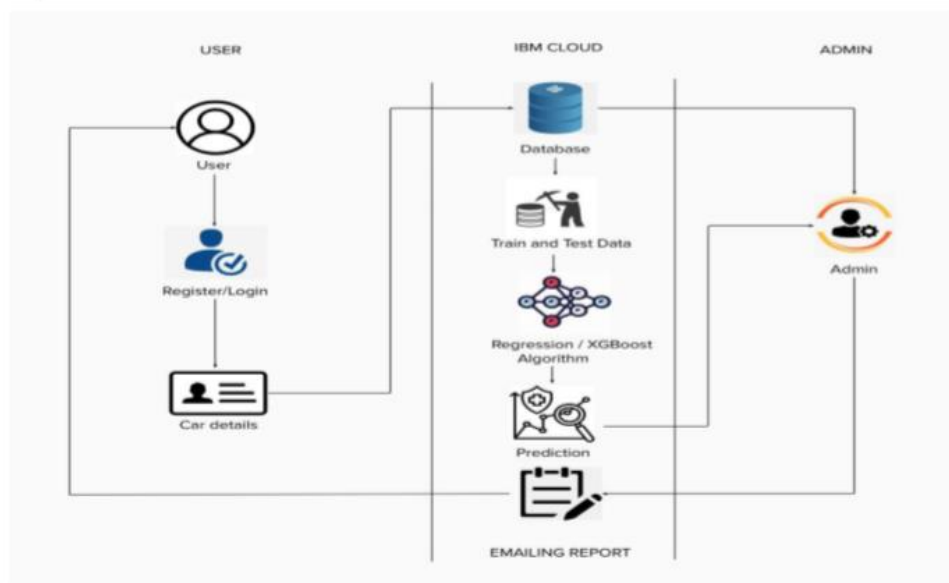 USER
IBM CLOUD
ADMIN
User
Register/Login
Car details
Database
Train and Test Data
Regression / XGBoost
Algorithm
Prediction
EMAILING REPORT
Admin